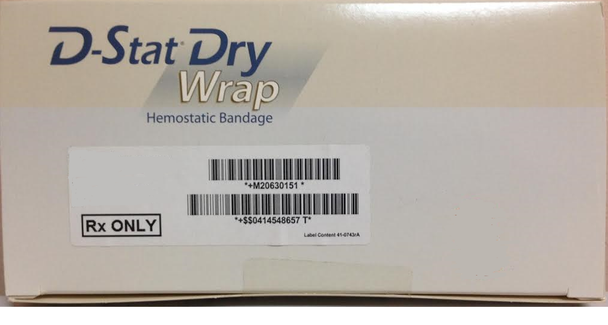 D-Stat Dry
Wrap
Hemostatic Bandage
*+M20630151 *
*+$$0414548657 T*
Rx ONLY
Label Content 41-0743rA